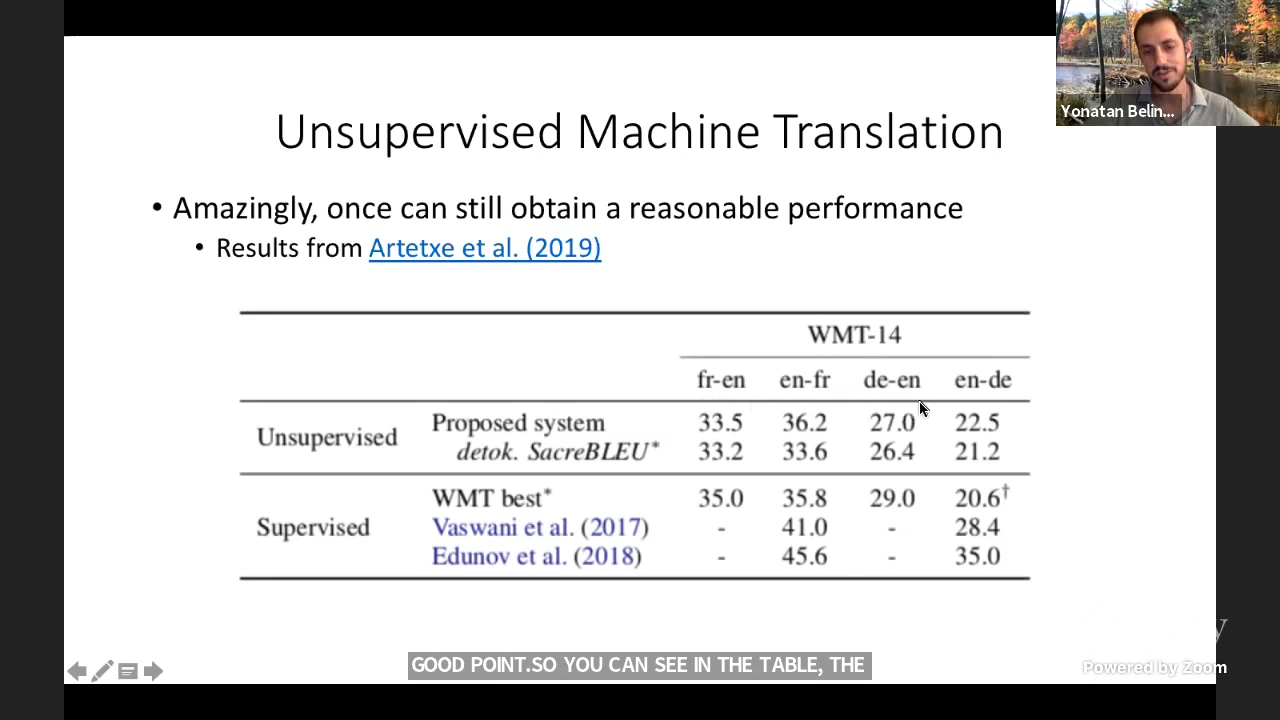 Yonatan Belin...
Unsupervised Machine Translation
• Amazingly, once can still obtain a reasonable performance
• Results from Artetxe et al. (2019)
WMT-14
fr-en en-fr de-en en-de
Unsupervised
Proposed system 33.5 36.2 27.0 22.5
detok. SacreBLEU* 33.2 33.6 26.4 21.2
Supervised
WMT best* 35.0 35.8 29.0 20.6†
Vaswani et al. (2017) - 41.0 - 28.4
Edunov et al. (2018) - 45.6 - 35.0
GOOD POINT.SO YOU CAN SEE IN THE TABLE, THE
Powered by Zoom